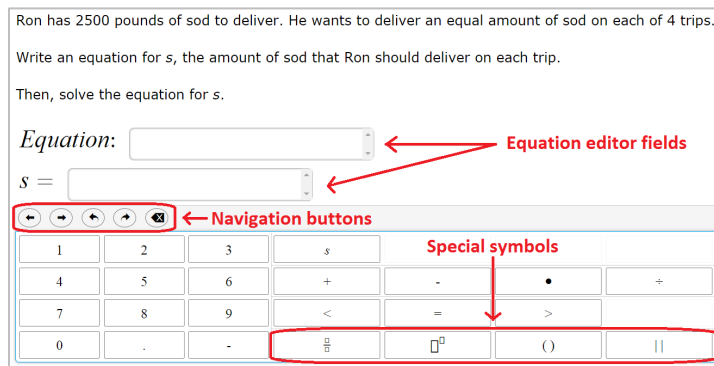 Ron has 2500 pounds of sod to deliver. He wants to deliver an equal amount of sod on each of 4 trips.
Write an equation for s, the amount of sod that Ron should deliver on each trip.
Then, solve the equation for s.
Equation:
Equation editor fields
s =
Navigation buttons
Special symbols
1 2 3 s
4 5 6 + - • ÷
7 8 9 < = >
0 . - □/□ □^□ ( ) | |